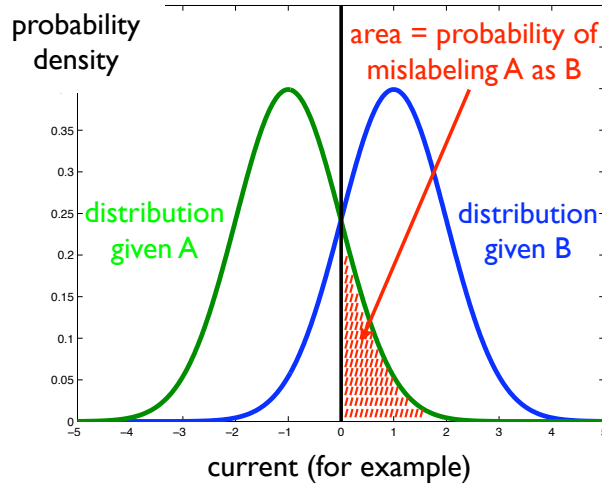 probability
density
area = probability of
mislabeling A as B
0.35
0.3
0.25
0.2
0.15
0.1
0.05
0
distribution
given A
distribution
given B
−5
−4
−3
−2
−1
0
1
2
3
4
5
current (for example)